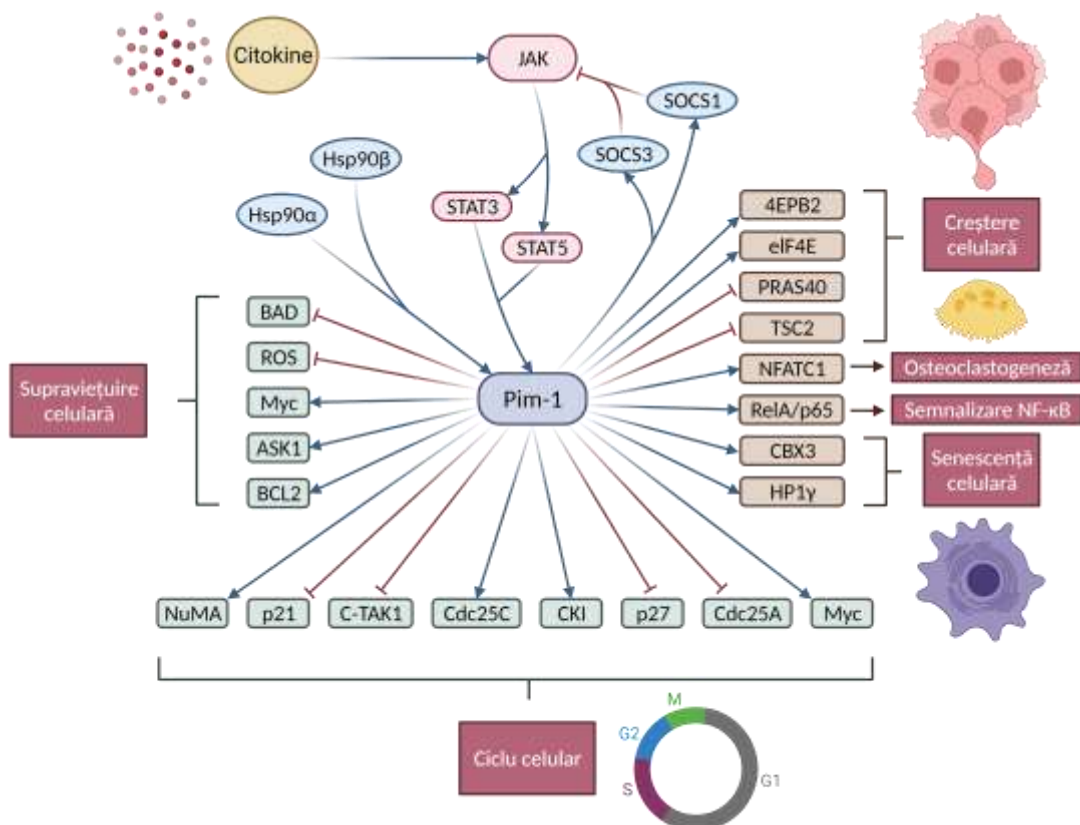 Citokine
JAK
SOCS1
SOCS3
Hsp90β
Hsp90α
STAT3
STAT5
4EPB2
eIF4E
PRAS40
TSC2
NFATC1
RelA/p65
CBX3
HP1γ
Creștere
celulară
Osteoclastogeneză
Semnalizare NF-κB
Senescență
celulară
Supraviețuire
celulară
BAD
ROS
Myc
ASK1
BCL2
Pim-1
NuMA
p21
C-TAK1
Cdc25C
CKI
p27
Cdc25A
Myc
Ciclu celular
M
G2
S
G1